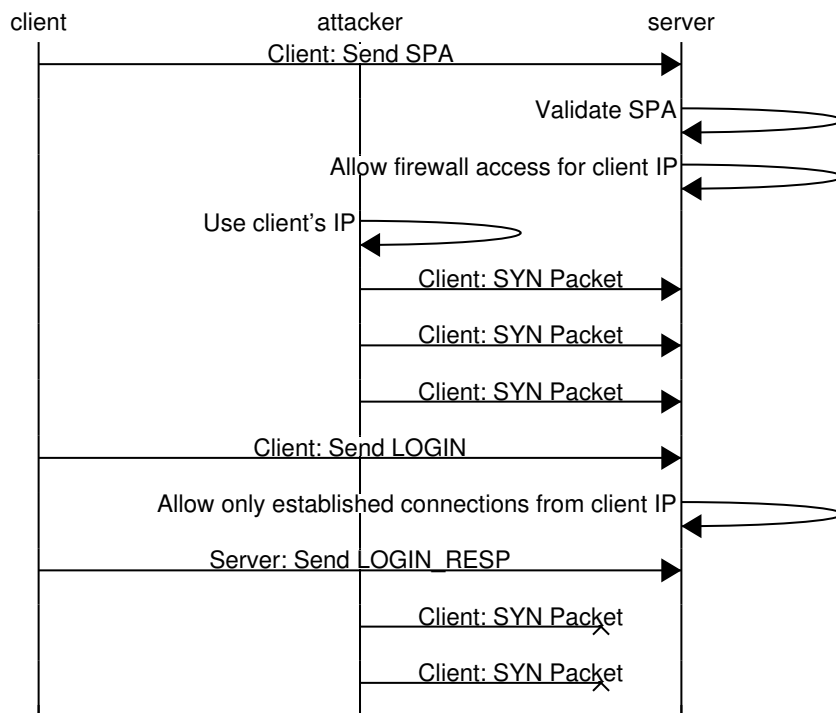 client attacker server
Client: Send SPA
Validate SPA
Allow firewall access for client IP
Use client's IP
Client: SYN Packet
Client: SYN Packet
Client: SYN Packet
Client: Send LOGIN
Allow only established connections from client IP
Server: Send LOGIN_RESP
Client: SYN Packet
Client: SYN Packet